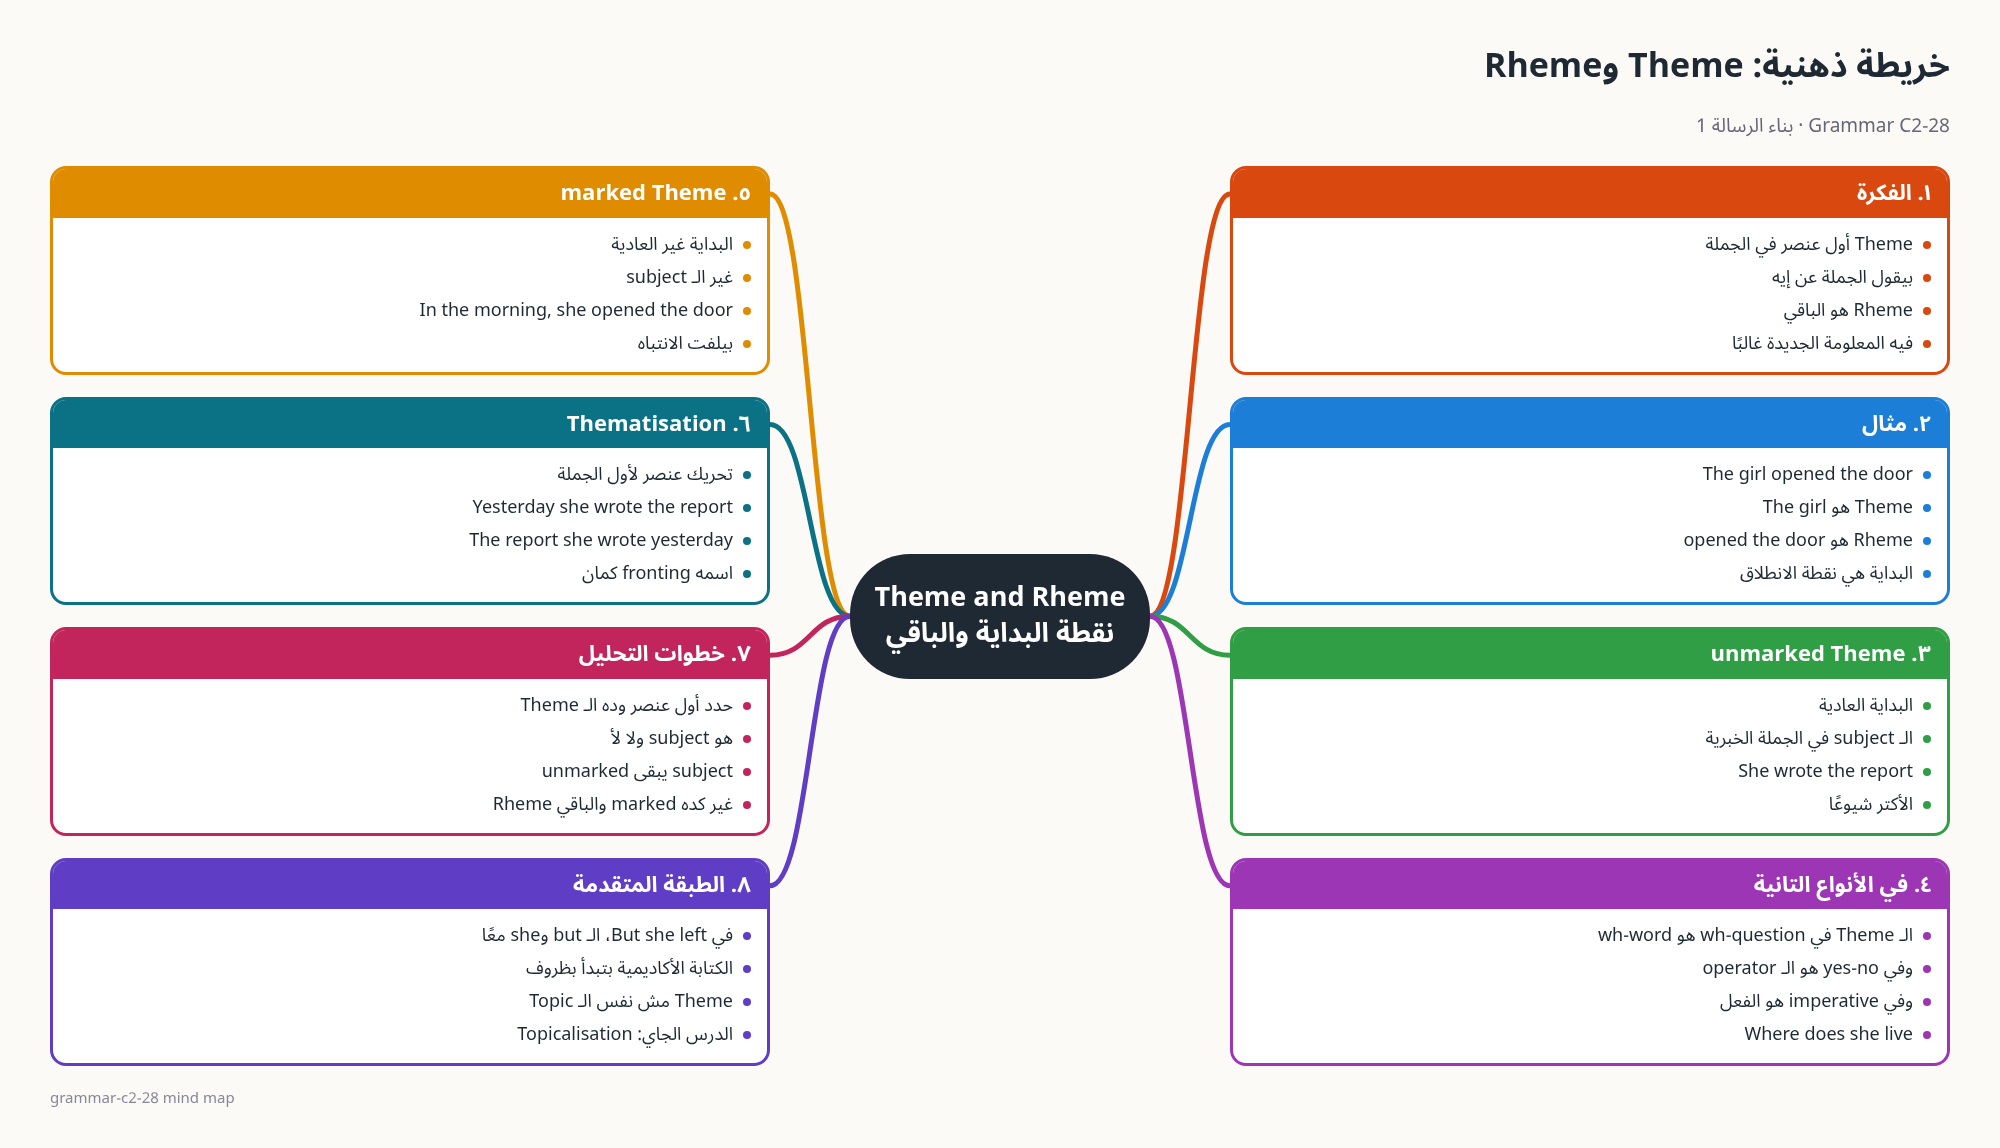 خريطة ذهنية: Theme وRheme
Grammar C2-28 · بناء الرسالة 1
١. الفكرة
Theme أول عنصر في الجملة
بيقول الجملة عن إيه
Rheme هو الباقي
فيه المعلومة الجديدة غالبًا
٢. مثال
The girl opened the door
Theme هو The girl
Rheme هو opened the door
البداية هي نقطة الانطلاق
٣. unmarked Theme
البداية العادية
الـ subject في الجملة الخبرية
She wrote the report
الأكتر شيوعًا
٤. في الأنواع التانية
الـ Theme في wh-question هو wh-word
وفي yes-no هو الـ operator
وفي imperative هو الفعل
Where does she live
Theme and Rheme
نقطة البداية والباقي
٥. marked Theme
البداية غير العادية
غير الـ subject
In the morning, she opened the door
بيلفت الانتباه
٦. Thematisation
تحريك عنصر لأول الجملة
Yesterday she wrote the report
The report she wrote yesterday
اسمه fronting كمان
٧. خطوات التحليل
حدد أول عنصر وده الـ Theme
هو subject ولا لأ
subject يبقى unmarked
غير كده marked والباقي Rheme
٨. الطبقة المتقدمة
في But she left، الـ but وshe معًا
الكتابة الأكاديمية بتبدأ بظروف
Theme مش نفس الـ Topic
الدرس الجاي: Topicalisation
grammar-c2-28 mind map